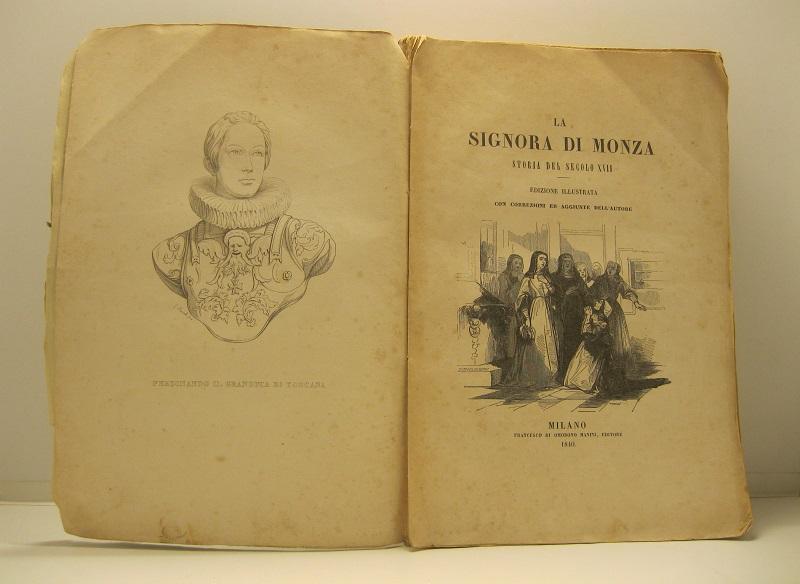 FERDINANDO II. GRANDUCA DI TOSCANA
LA
SIGNORA DI MONZA
STORIA DEL SECOLO XVII
EDIZIONE ILLUSTRATA
CON CORREZIONI ED AGGIUNTE DELL'AUTORE
MILANO
FRANCESCO DI OMOBONO MANINI, EDITORE
1840.